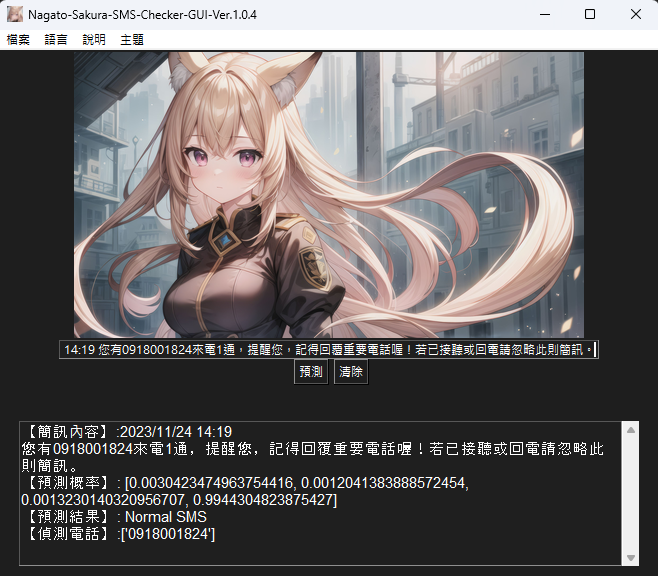 Nagato-Sakura-SMS-Checker-GUI-Ver.1.0.4
檔案 語言 說明 主題
14:19 您有0918001824來電1通，提醒您，記得回覆重要電話喔！若已接聽或回電請忽略此則簡訊。
預測 清除
【簡訊內容】:2023/11/24 14:19
您有0918001824來電1通，提醒您，記得回覆重要電話喔！若已接聽或回電請忽略此
則簡訊。
【預測概率】: [0.0030423474963754416, 0.0012041383888572454,
0.0013230140320956707, 0.9944304823875427]
【預測結果】: Normal SMS
【偵測電話】:['0918001824']